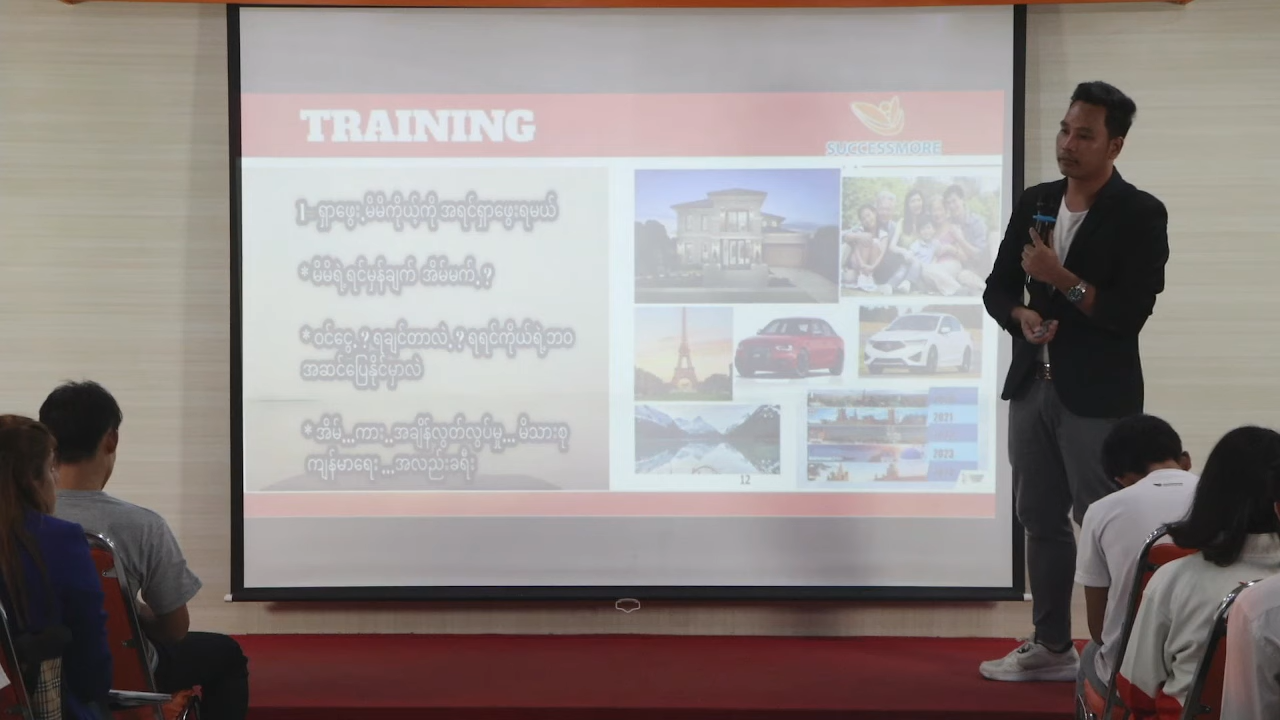 TRAINING
SUCCESSMORE
1- ရှာဖွေ့.မိမိကိုယ့်ကို အရင်ရှာဖွေးရမယ်
*မိမိရဲ့ရင်မှန်ချက် အိမ်မက်.?
*ဝင်ငွေ့.?ရချင်တာလဲ့.?ရရင်ကိုယ်ရဲ့ဘဝ
အဆင်ပြေနိုင်မှာလဲ
*အိမ်...ကား..အချိန်လွတ်လွပ်မှု...မိသားစု
ကျန်မာရေး...အလည်းခရီး
2021
2023
12